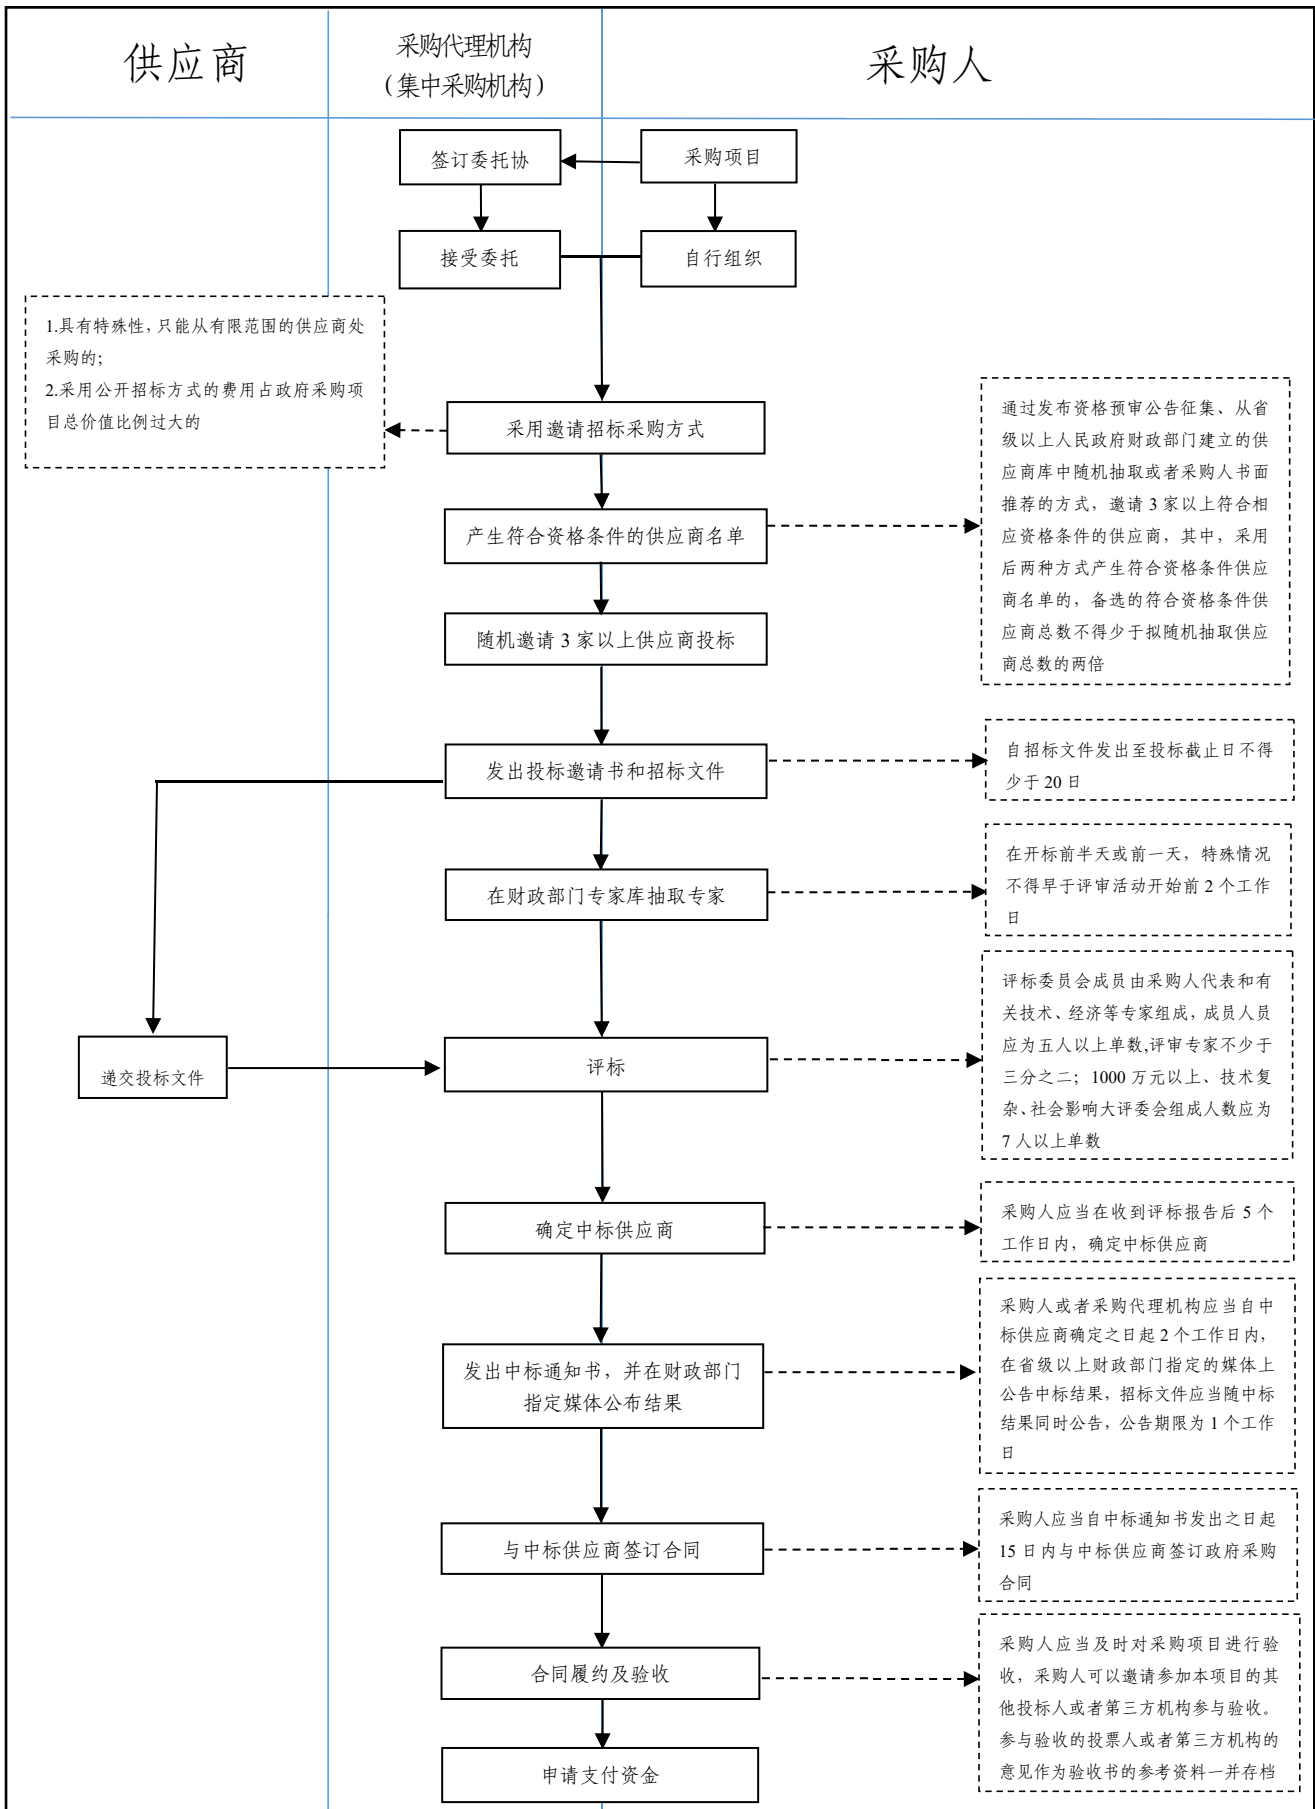 供应商
采购代理机构
（集中采购机构）
采购人
签订委托协
采购项目
接受委托
自行组织
1.具有特殊性，只能从有限范围的供应商处
采购的；
2.采用公开招标方式的费用占政府采购项
目总价值比例过大的
采用邀请招标采购方式
通过发布资格预审公告征集、从省
级以上人民政府财政部门建立的供
应商库中随机抽取或者采购人书面
推荐的方式，邀请 3 家以上符合相
应资格条件的供应商，其中，采用
后两种方式产生符合资格条件供应
商名单的，备选的符合资格条件供
应商总数不得少于拟随机抽取供应
商总数的两倍
产生符合资格条件的供应商名单
随机邀请 3 家以上供应商投标
发出投标邀请书和招标文件
自招标文件发出至投标截止日不得
少于 20 日
在财政部门专家库抽取专家
在开标前半天或前一天，特殊情况
不得早于评审活动开始前 2 个工作
日
递交投标文件
评标
评标委员会成员由采购人代表和有
关技术、经济等专家组成，成员人员
应为五人以上单数,评审专家不少于
三分之二；1000 万元以上、技术复
杂、社会影响大评委会组成人数应为
7 人以上单数
确定中标供应商
采购人应当在收到评标报告后 5 个
工作日内，确定中标供应商
发出中标通知书，并在财政部门
指定媒体公布结果
采购人或者采购代理机构应当自中
标供应商确定之日起 2 个工作日内，
在省级以上财政部门指定的媒体上
公告中标结果，招标文件应当随中标
结果同时公告，公告期限为 1 个工作
日
与中标供应商签订合同
采购人应当自中标通知书发出之日起
15 日内与中标供应商签订政府采购
合同
合同履约及验收
采购人应当及时对采购项目进行验
收，采购人可以邀请参加本项目的其
他投标人或者第三方机构参与验收。
参与验收的投票人或者第三方机构的
意见作为验收书的参考资料一并存档
申请支付资金